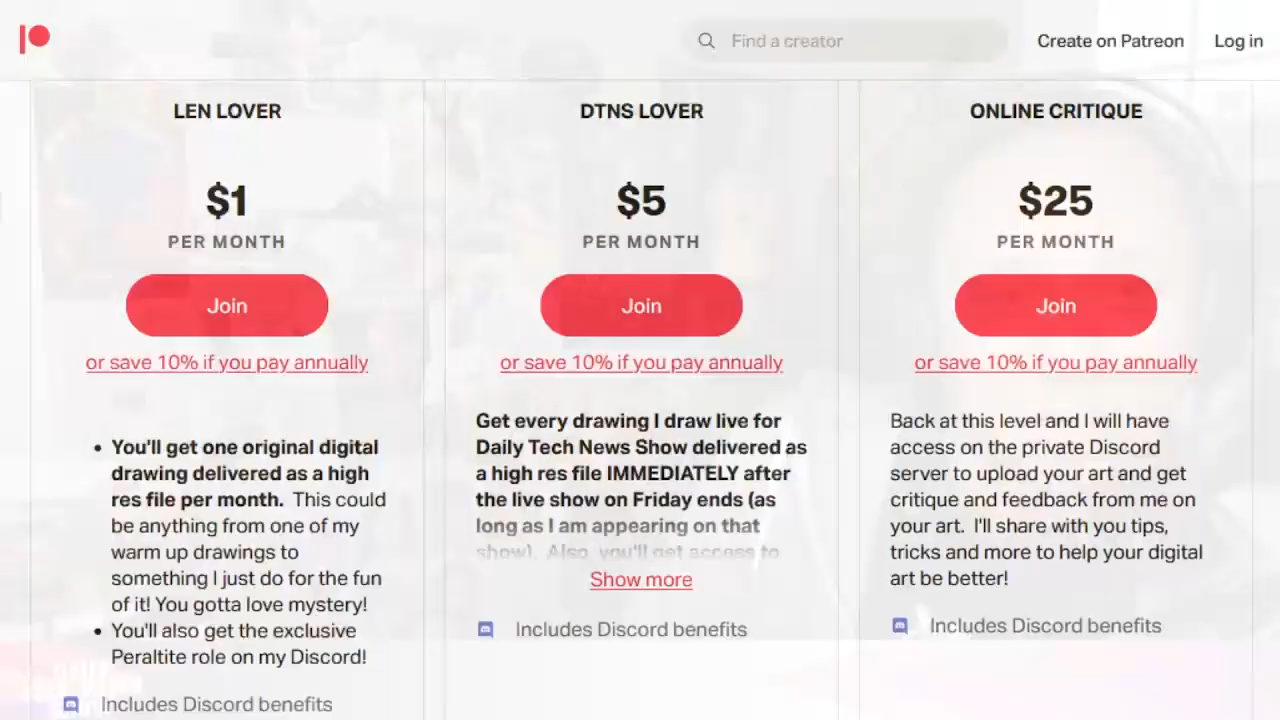 Find a creator
Create on Patreon
Log in
LEN LOVER
$1
PER MONTH
Join
or save 10% if you pay annually
• You'll get one original digital
drawing delivered as a high
res file per month. This could
be anything from one of my
warm up drawings to
something I just do for the fun
of it! You gotta love mystery!
• You'll also get the exclusive
Peraltite role on my Discord!
Includes Discord benefits
DTNS LOVER
$5
PER MONTH
Join
or save 10% if you pay annually
Get every drawing I draw live for
Daily Tech News Show delivered as
a high res file IMMEDIATELY after
the live show on Friday ends (as
long as I am appearing on that
show). Also, you'll get access to
Show more
Includes Discord benefits
ONLINE CRITIQUE
$25
PER MONTH
Join
or save 10% if you pay annually
Back at this level and I will have
access on the private Discord
server to upload your art and get
critique and feedback from me on
your art. I'll share with you tips,
tricks and more to help your digital
art be better!
Includes Discord benefits